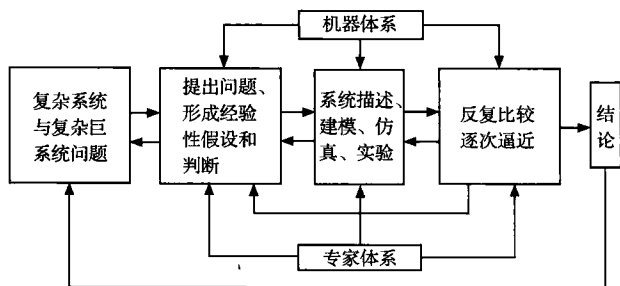 机器体系
复杂系统
与复杂巨
系统问题
提出问题、
形成经验
性假设和
判断
系统描述、
建模、仿
真、实验
反复比较
逐次逼近
结
论
专家体系